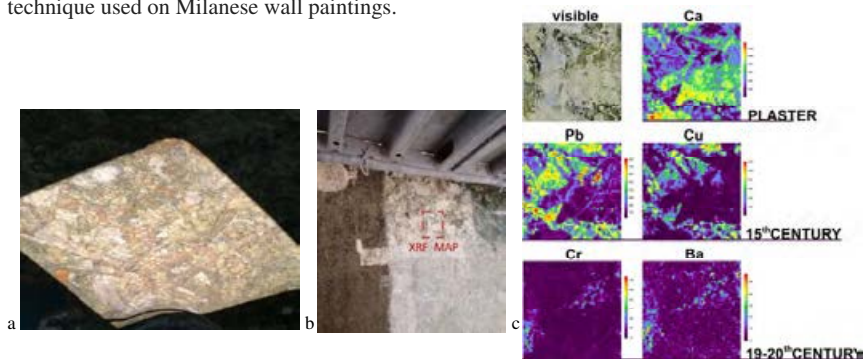 technique used on Milanese wall paintings.
visible Ca
PLASTER
Pb Cu
15thCENTURY
Cr Ba
19-20thCENTURY
XRF MAP
a b c